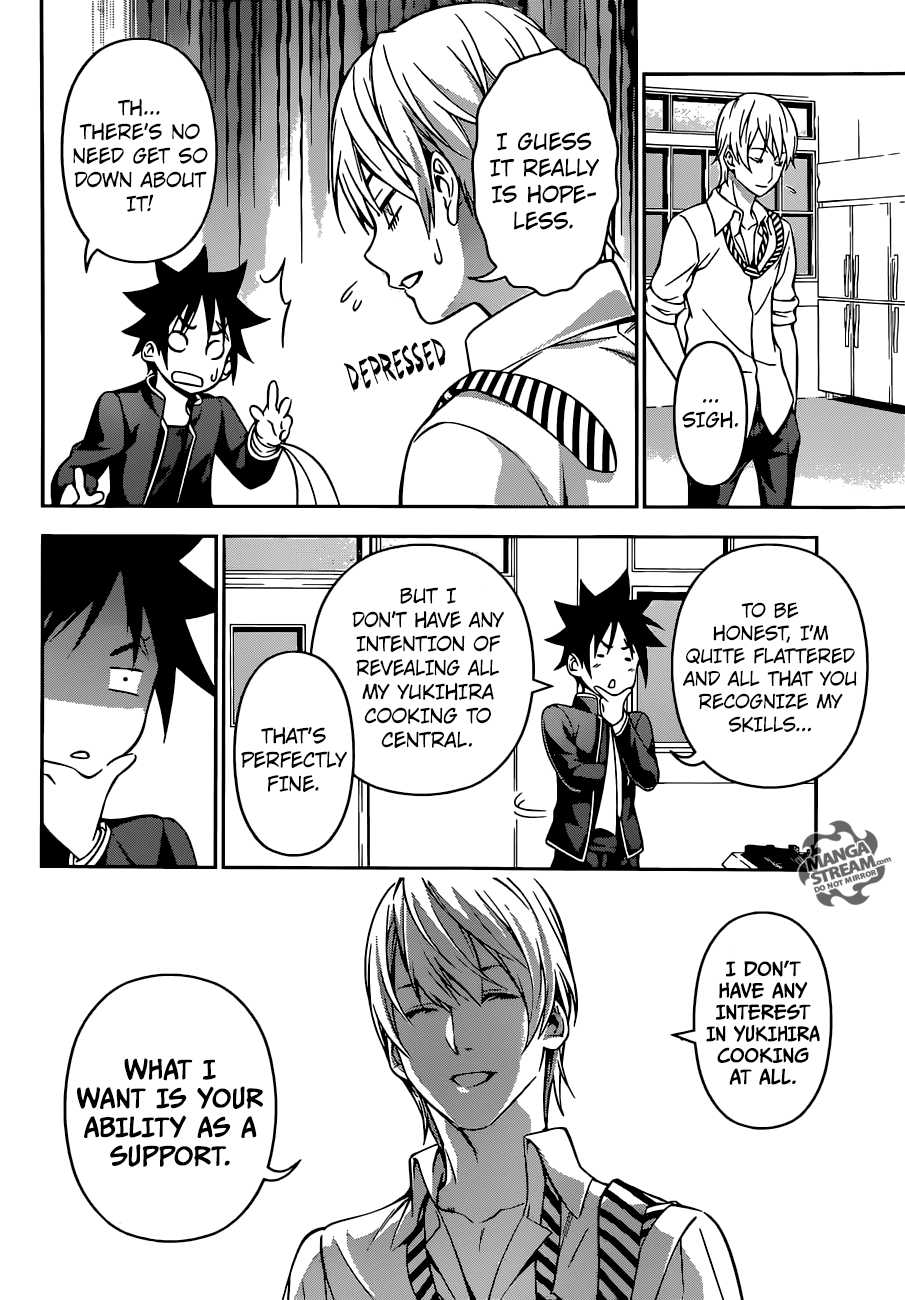 ...
SIGH.
I GUESS
IT REALLY
IS HOPE-
LESS.
DEPRESSED
TH...
THERE'S NO
NEED GET SO
DOWN ABOUT
IT!
TO BE
HONEST, I'M
QUITE FLATTERED
AND ALL THAT YOU
RECOGNIZE MY
SKILLS...
BUT I
DON'T HAVE ANY
INTENTION OF
REVEALING ALL
MY YUKIHIRA
COOKING TO
CENTRAL.
THAT'S
PERFECTLY
FINE.
MANGA
STREAM.com
DO NOT MIRROR
I DON'T
HAVE ANY
INTEREST
IN YUKIHIRA
COOKING
AT ALL.
WHAT I
WANT IS YOUR
ABILITY AS A
SUPPORT.